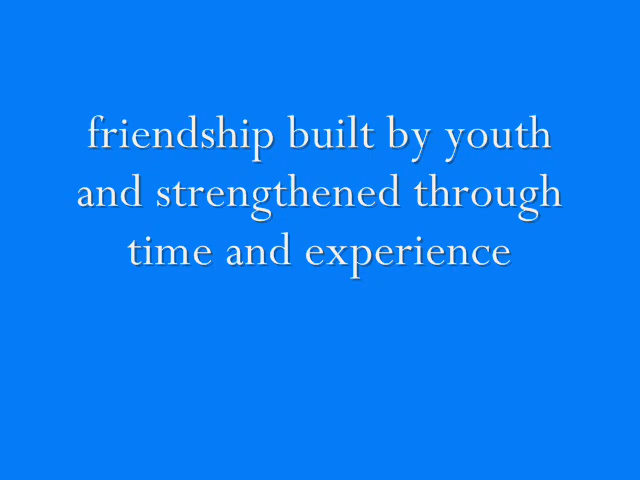 friendship built by youth
and strengthened through
time and experience